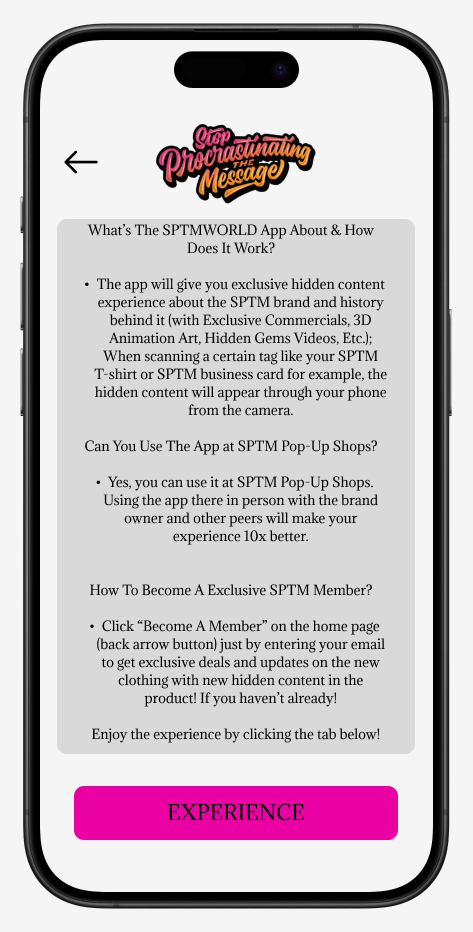 Stop
Procrastinating
THE
Message
What’s The SPTMWORLD App About & How
Does It Work?
• The app will give you exclusive hidden content
experience about the SPTM brand and history
behind it (with Exclusive Commercials, 3D
Animation Art, Hidden Gems Videos, Etc.);
When scanning a certain tag like your SPTM
T-shirt or SPTM business card for example, the
hidden content will appear through your phone
from the camera.
Can You Use The App at SPTM Pop-Up Shops?
• Yes, you can use it at SPTM Pop-Up Shops.
Using the app there in person with the brand
owner and other peers will make your
experience 10x better.
How To Become A Exclusive SPTM Member?
• Click “Become A Member” on the home page
(back arrow button) just by entering your email
to get exclusive deals and updates on the new
clothing with new hidden content in the
product! If you haven’t already!
Enjoy the experience by clicking the tab below!
EXPERIENCE